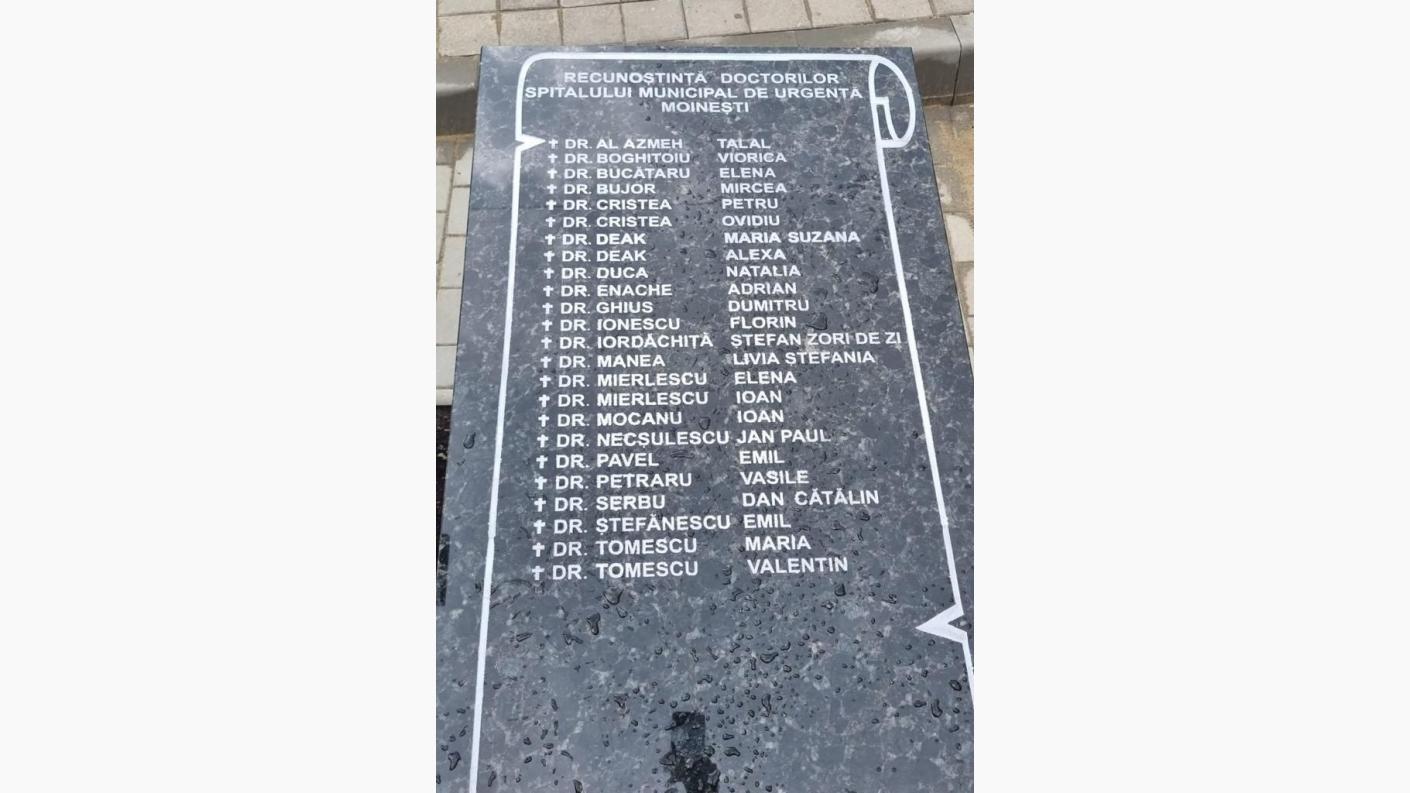 RECUNOȘTINȚĂ DOCTORILOR
SPITALULUI MUNICIPAL DE URGENȚĂ
MOINEȘTI
✝ DR. AL AZMEH TALAL
✝ DR. BOGHITOIU VIORICA
✝ DR. BUCĂTARU ELENA
✝ DR. BUJOR MIRCEA
✝ DR. CRISTEA PETRU
✝ DR. CRISTEA OVIDIU
✝ DR. DEAK MARIA SUZANA
✝ DR. DEAK ALEXA
✝ DR. DUCA NATALIA
✝ DR. ENACHE ADRIAN
✝ DR. GHIUS DUMITRU
✝ DR. IONESCU FLORIN
✝ DR. IORDĂCHIȚĂ ȘTEFAN ZORI DE ZI
✝ DR. MANEA LIVIA ȘTEFANIA
✝ DR. MIERLESCU ELENA
✝ DR. MIERLESCU IOAN
✝ DR. MOCANU IOAN
✝ DR. NECȘULESCU JAN PAUL
✝ DR. PAVEL EMIL
✝ DR. PETRARU VASILE
✝ DR. SERBU DAN CĂTĂLIN
✝ DR. ȘTEFĂNESCU EMIL
✝ DR. TOMESCU MARIA
✝ DR. TOMESCU VALENTIN